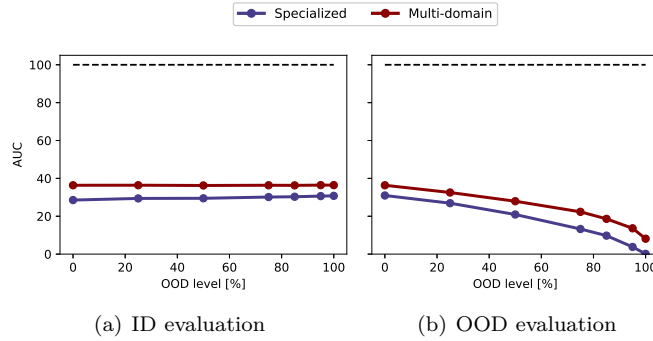 Specialized Multi-domain
100
80
60
40
20
0
AUC
0 20 40 60 80 100
OOD level [%]
0 20 40 60 80 100
OOD level [%]
(a) ID evaluation
(b) OOD evaluation